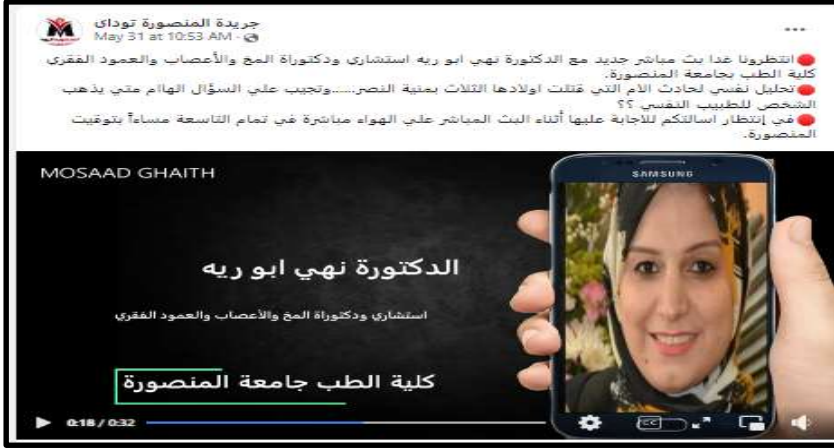 جريدة المنصورة توداى
May 31 at 10:53 AM ·
انتظرونا غدا بث مباشر جديد مع الدكتورة نهي ابو ريه استشاري ودكتوراة المخ والأعصاب والعمود الفقري
كلية الطب بجامعة المنصورة.
تحليل نفسي لحادث الام التي قتلت اولادها الثلاث بمنية النصر......وتجيب علي السؤال الهاام متي يذهب
الشخص للطبيب النفسي ؟؟
في إنتظار اسالتكم للاجابة عليها أثناء البث المباشر علي الهواء مباشرة في تمام التاسعة مساءاً بتوقيت
المنصورة.
MOSAAD GHAITH
SAMSUNG
الدكتورة نهي ابو ريه
استشاري ودكتوراة المخ والأعصاب والعمود الفقري
كلية الطب جامعة المنصورة
0:18 / 0:32
CC